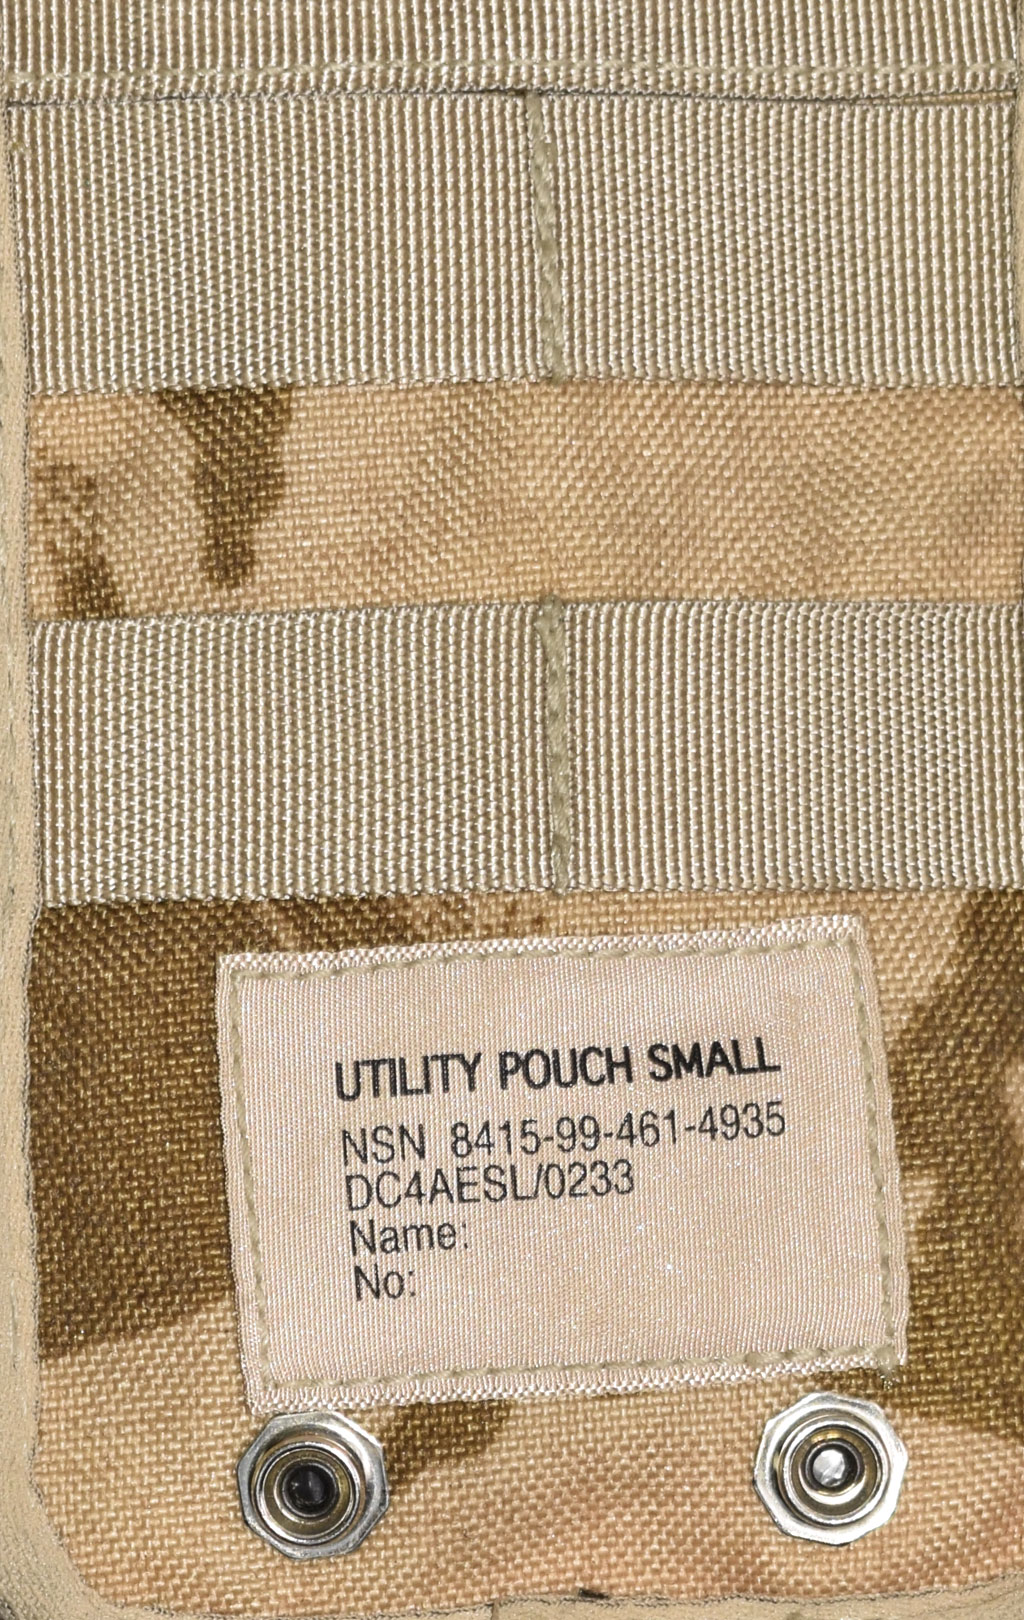 UTILITY POUCH SMALL
NSN 8415-99-461-4935
DC4AESL/0233
Name:
No: